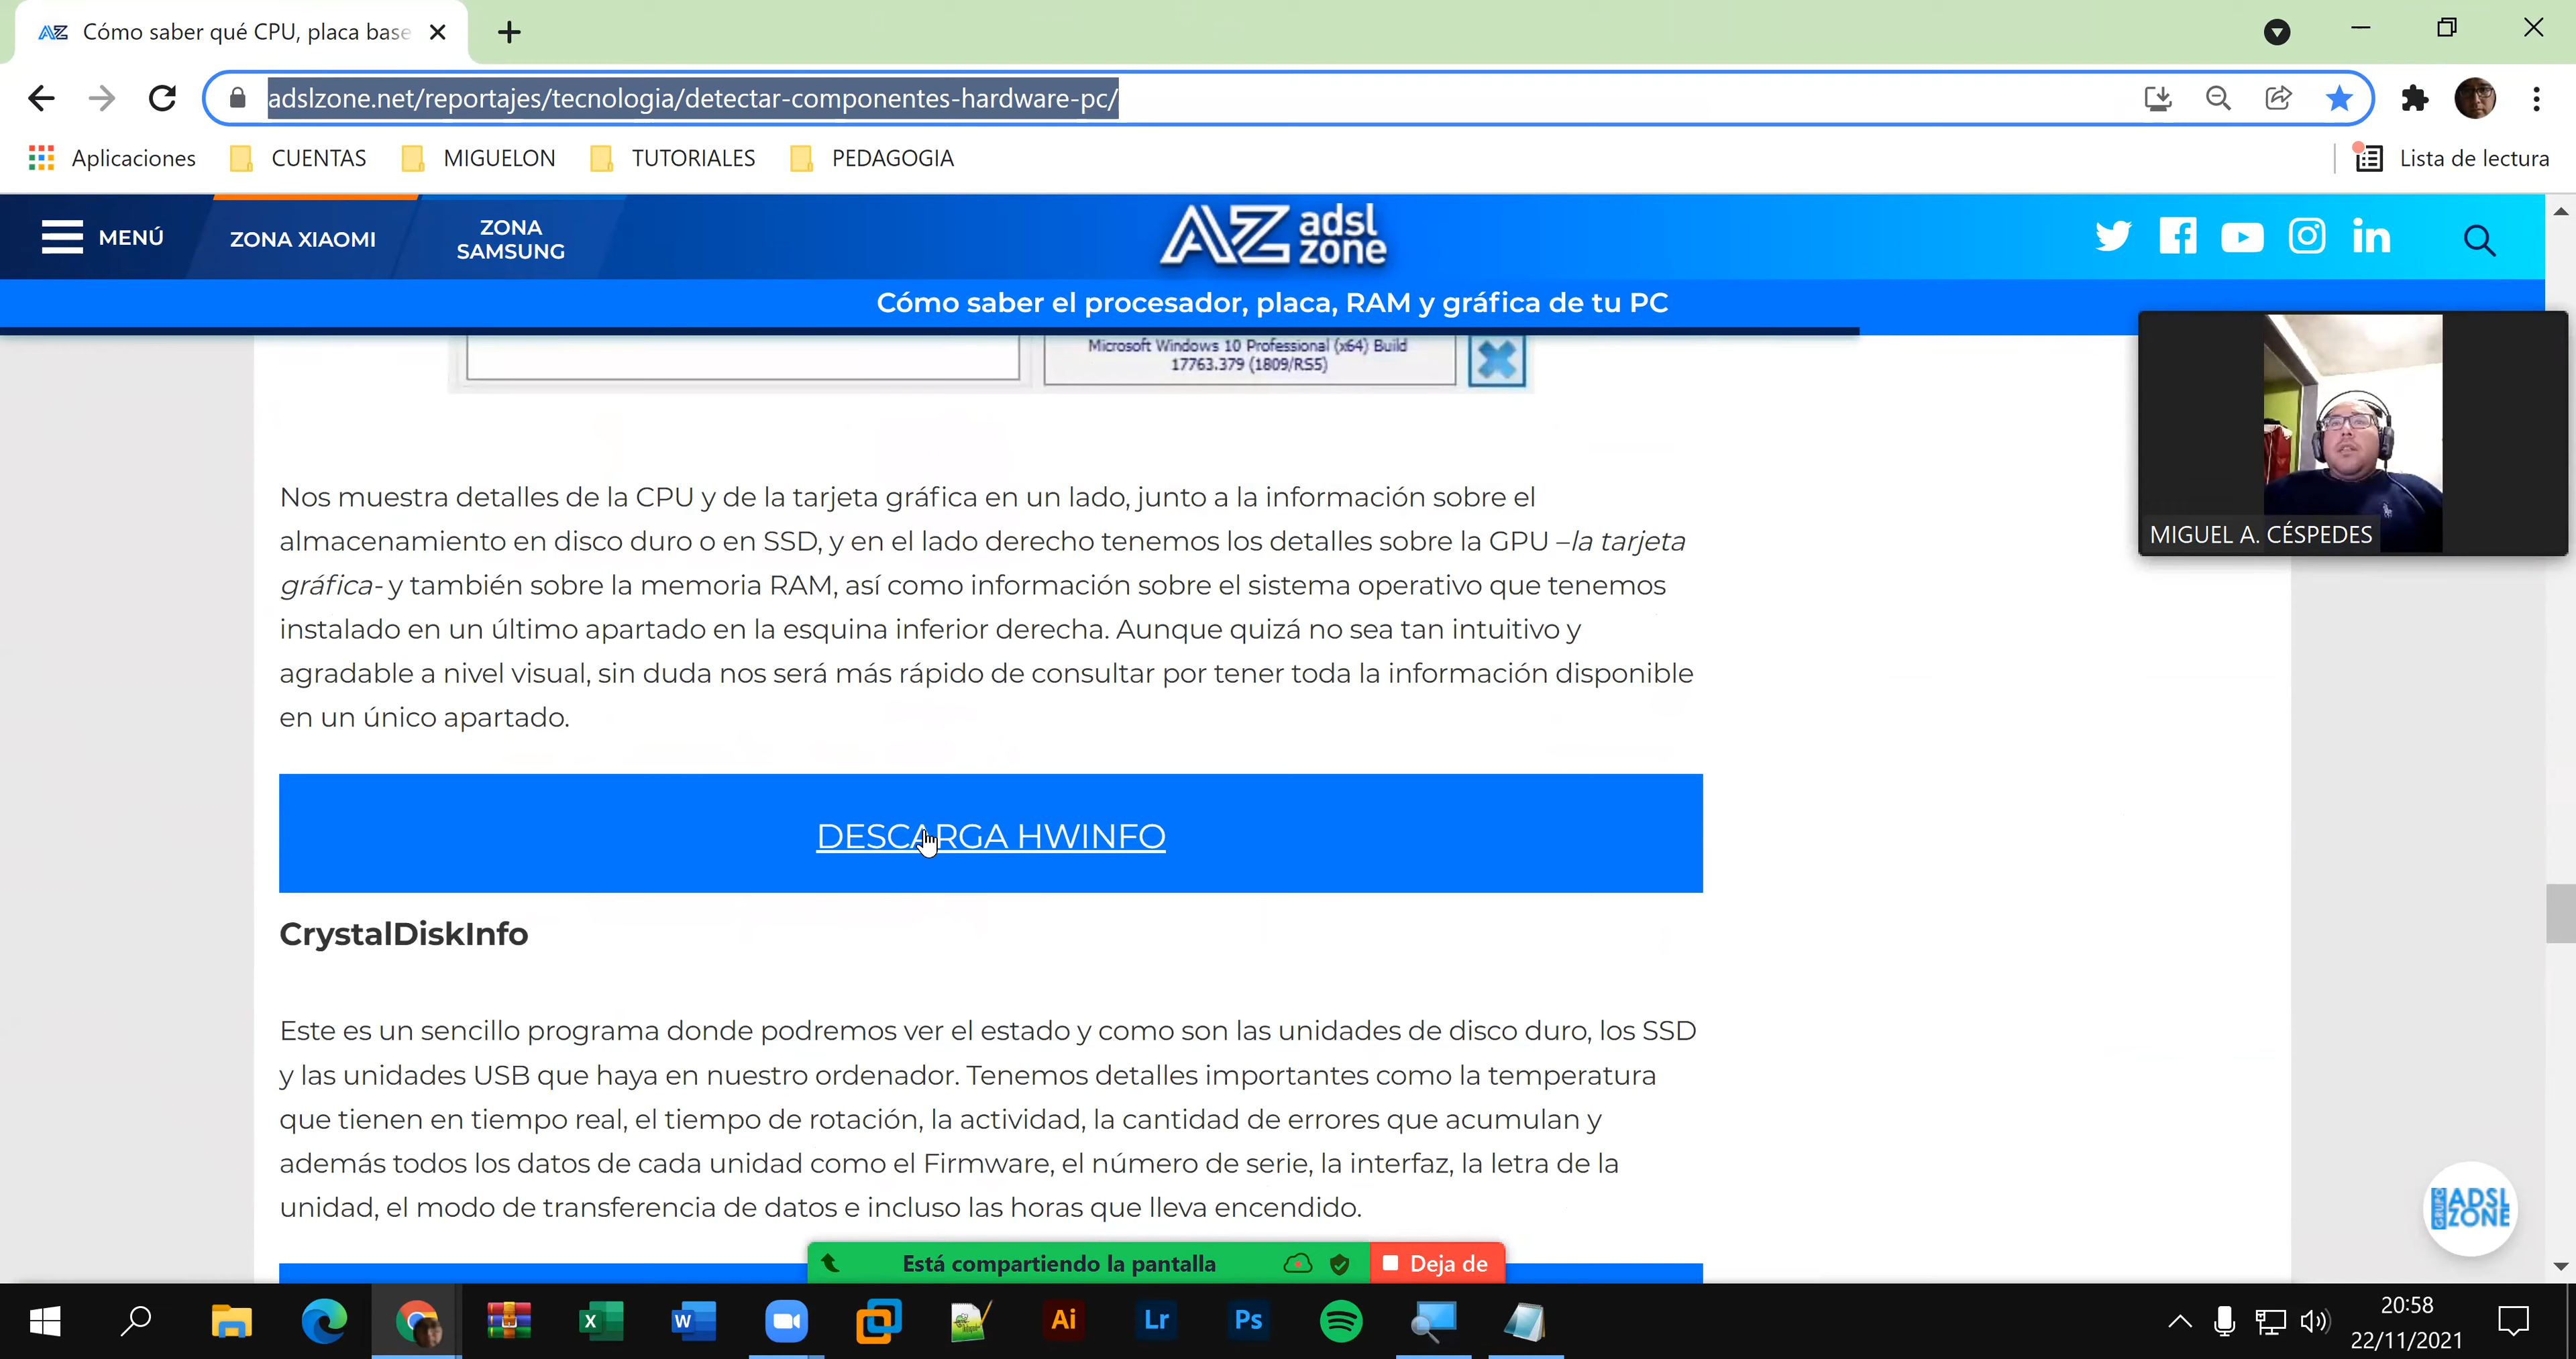 Cómo saber qué CPU, placa base
adslzone.net/reportajes/tecnologia/detectar-componentes-hardware-pc/
Aplicaciones CUENTAS MIGUELON TUTORIALES PEDAGOGIA Lista de lectura
MENÚ ZONA XIAOMI ZONA SAMSUNG AZ adsl zone
Cómo saber el procesador, placa, RAM y gráfica de tu PC
Microsoft Windows 10 Professional (x64) Build
17763.379 (1809/RS5)
MIGUEL A. CÉSPEDES
Nos muestra detalles de la CPU y de la tarjeta gráfica en un lado, junto a la información sobre el
almacenamiento en disco duro o en SSD, y en el lado derecho tenemos los detalles sobre la GPU –la tarjeta
gráfica- y también sobre la memoria RAM, así como información sobre el sistema operativo que tenemos
instalado en un último apartado en la esquina inferior derecha. Aunque quizá no sea tan intuitivo y
agradable a nivel visual, sin duda nos será más rápido de consultar por tener toda la información disponible
en un único apartado.
DESCARGA HWINFO
CrystalDiskInfo
Este es un sencillo programa donde podremos ver el estado y como son las unidades de disco duro, los SSD
y las unidades USB que haya en nuestro ordenador. Tenemos detalles importantes como la temperatura
que tienen en tiempo real, el tiempo de rotación, la actividad, la cantidad de errores que acumulan y
además todos los datos de cada unidad como el Firmware, el número de serie, la interfaz, la letra de la
unidad, el modo de transferencia de datos e incluso las horas que lleva encendido.
GRUPO ADSL ZONE
Está compartiendo la pantalla Deja de
Ai Lr Ps
20:58
22/11/2021